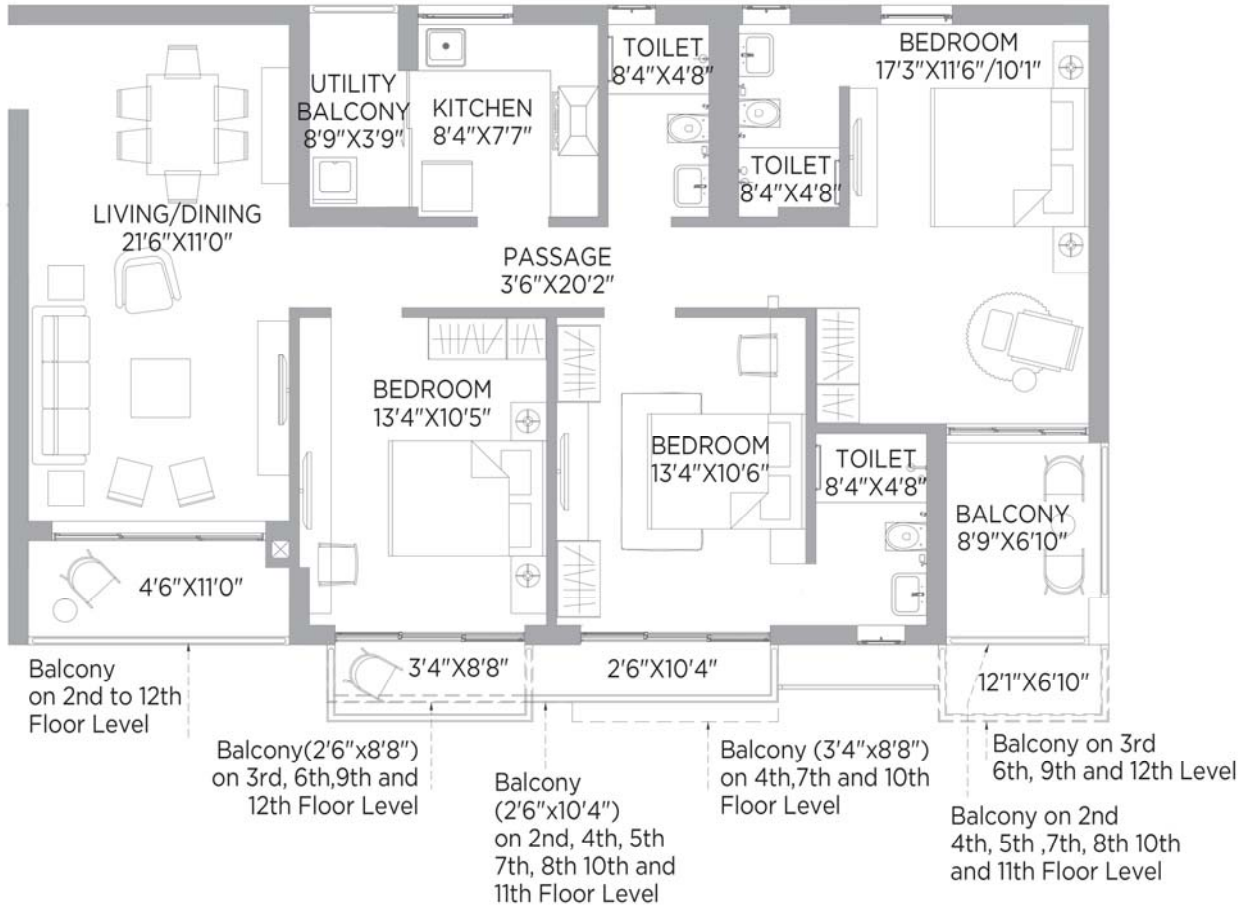 TOILET
8'4"X4'8"
BEDROOM
17'3"X11'6"/10'1"
UTILITY
BALCONY
8'9"X3'9"
KITCHEN
8'4"X7'7"
TOILET
8'4"X4'8"
LIVING/DINING
21'6"X11'0"
PASSAGE
3'6"X20'2"
BEDROOM
13'4"X10'5"
BEDROOM
13'4"X10'6"
TOILET
8'4"X4'8"
BALCONY
8'9"X6'10"
4'6"X11'0"
3'4"X8'8"
2'6"X10'4"
12'1"X6'10"
Balcony
on 2nd to 12th
Floor Level
Balcony(2'6"x8'8")
on 3rd, 6th,9th and
12th Floor Level
Balcony
(2'6"x10'4")
on 2nd, 4th, 5th
7th, 8th 10th and
11th Floor Level
Balcony (3'4"x8'8")
on 4th,7th and 10th
Floor Level
Balcony on 3rd
6th, 9th and 12th Level
Balcony on 2nd
4th, 5th ,7th, 8th 10th
and 11th Floor Level